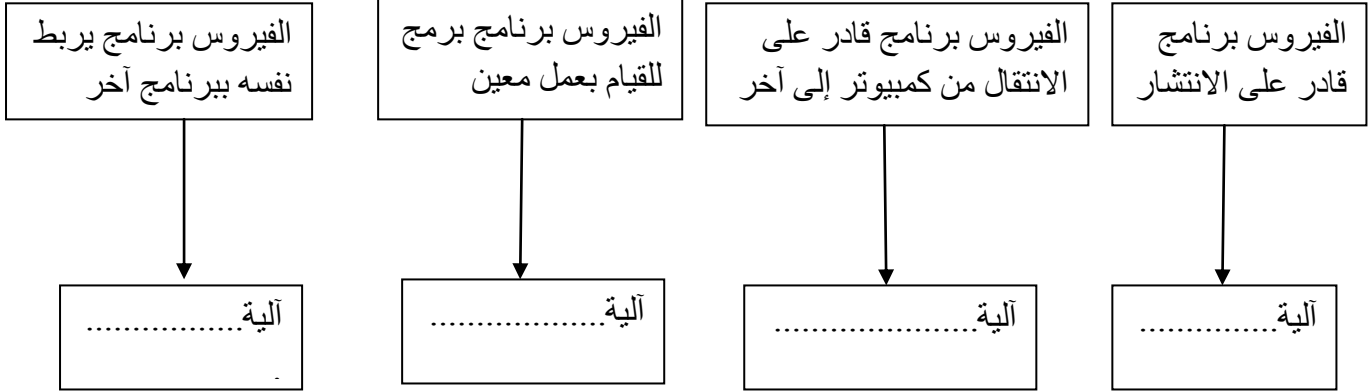 الفيروس برنامج
قادر على الانتشار
الفيروس برنامج قادر على
الانتقال من كمبيوتر إلى آخر
الفيروس برنامج برمج
للقيام بعمل معين
الفيروس برنامج يربط
نفسه ببرنامج آخر
آلية...............
آلية......................
آلية...................
آلية.................
.